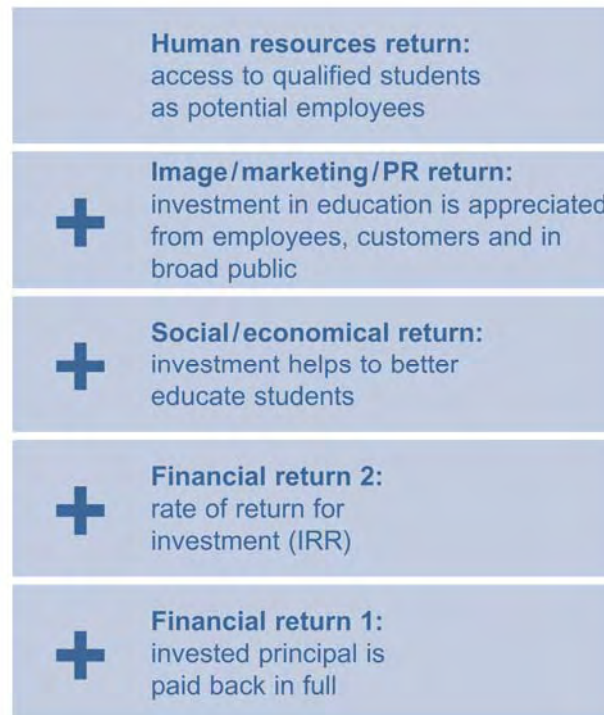 Human resources return:
access to qualified students
as potential employees
Image/marketing/PR return:
investment in education is appreciated
from employees, customers and in
broad public
Social/economical return:
investment helps to better
educate students
Financial return 2:
rate of return for
investment (IRR)
Financial return 1:
invested principal is
paid back in full